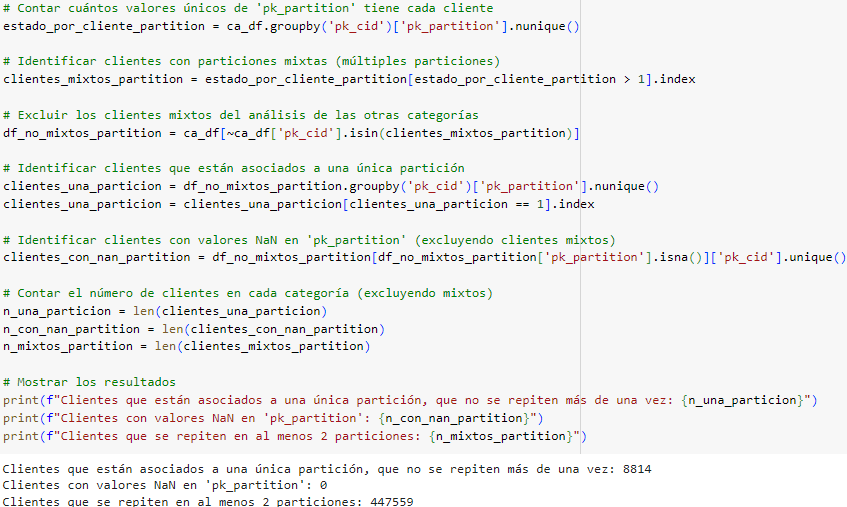 # Contar cuántos valores únicos de 'pk_partition' tiene cada cliente
estado_por_cliente_partition = ca_df.groupby('pk_cid')['pk_partition'].nunique()
# Identificar clientes con particiones mixtas (múltiples particiones)
clientes_mixtos_partition = estado_por_cliente_partition[estado_por_cliente_partition > 1].index
# Excluir los clientes mixtos del análisis de las otras categorías
df_no_mixtos_partition = ca_df[~ca_df['pk_cid'].isin(clientes_mixtos_partition)]
# Identificar clientes que están asociados a una única partición
clientes_una_particion = df_no_mixtos_partition.groupby('pk_cid')['pk_partition'].nunique()
clientes_una_particion = clientes_una_particion[clientes_una_particion == 1].index
# Identificar clientes con valores NaN en 'pk_partition' (excluyendo clientes mixtos)
clientes_con_nan_partition = df_no_mixtos_partition[df_no_mixtos_partition['pk_partition'].isna()]['pk_cid'].unique()
# Contar el número de clientes en cada categoría (excluyendo mixtos)
n_una_particion = len(clientes_una_particion)
n_con_nan_partition = len(clientes_con_nan_partition)
n_mixtos_partition = len(clientes_mixtos_partition)
# Mostrar los resultados
print(f"Clientes que están asociados a una única partición, que no se repiten más de una vez: {n_una_particion}")
print(f"Clientes con valores NaN en 'pk_partition': {n_con_nan_partition}")
print(f"Clientes que se repiten en al menos 2 particiones: {n_mixtos_partition}")
Clientes que están asociados a una única partición, que no se repiten más de una vez: 8814
Clientes con valores NaN en 'pk_partition': 0
Clientes que se repiten en al menos 2 particiones: 447559